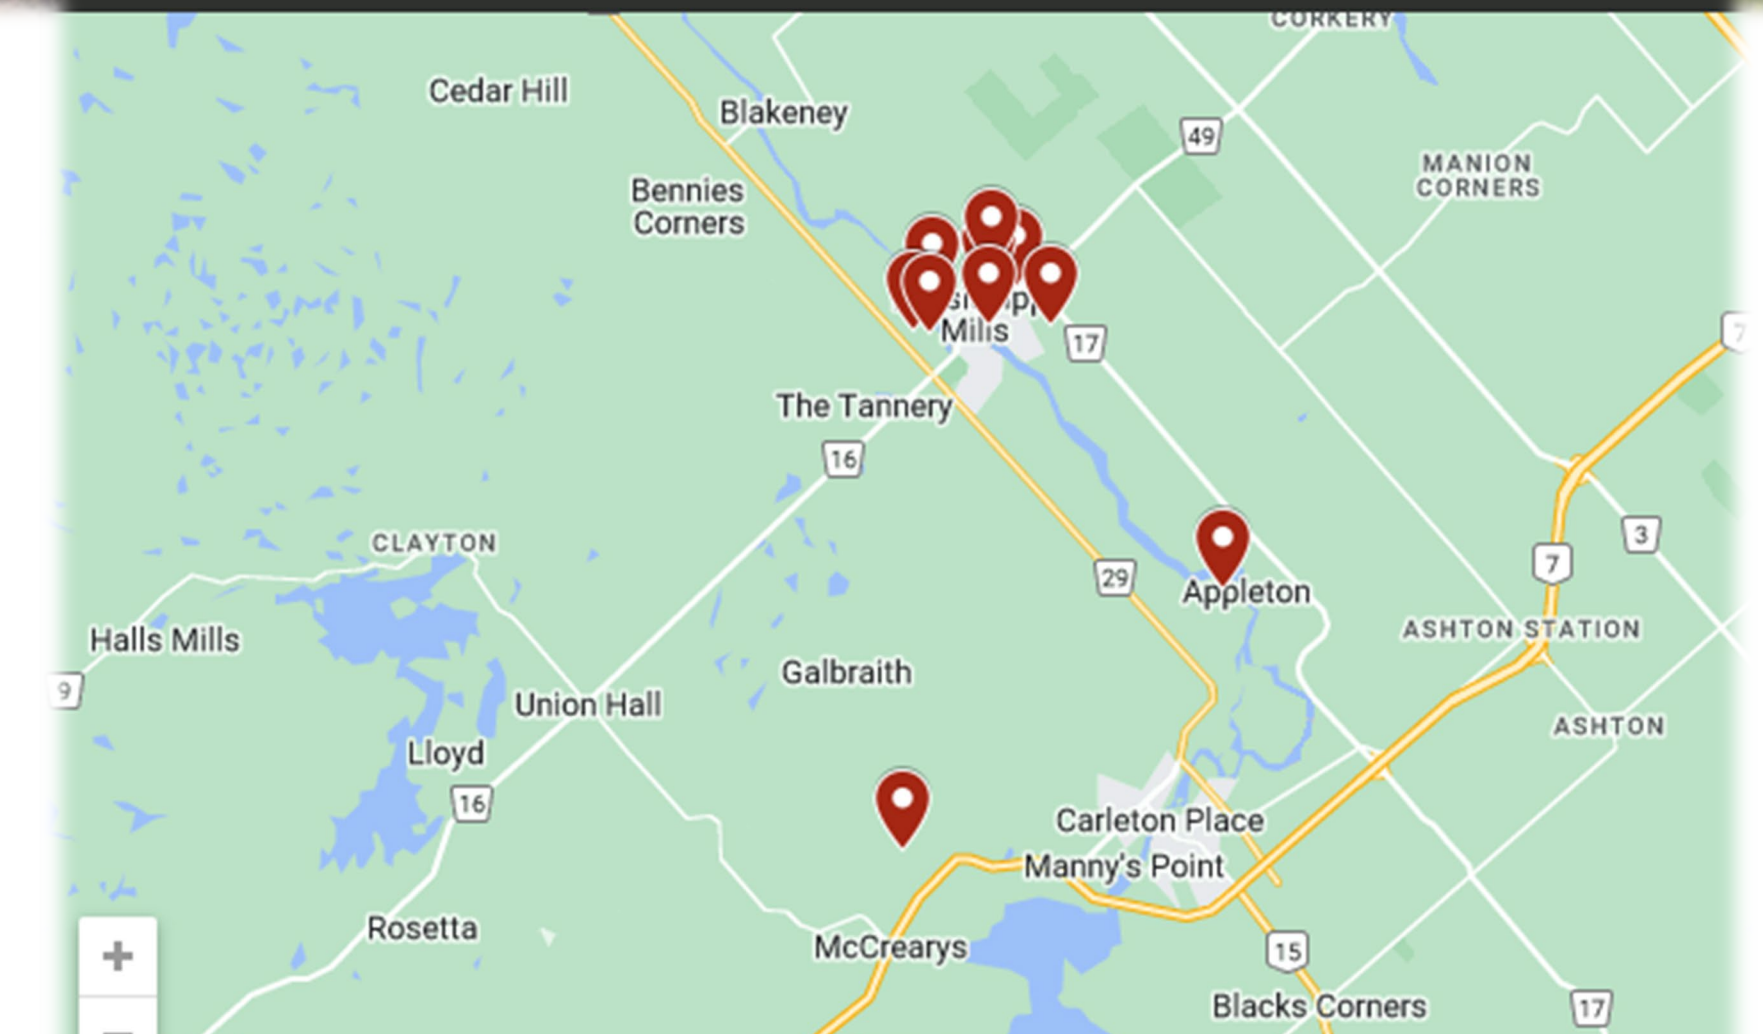 CORKERY
Cedar Hill
Blakeney
49
MANION
CORNERS
Bennies
Corners
Mills
17
7
The Tannery
16
CLAYTON
3
7
29
Appleton
Halls Mills
ASHTON STATION
9
Galbraith
Union Hall
ASHTON
Lloyd
16
Carleton Place
Manny's Point
Rosetta
McCrearys
15
+
Blacks Corners
17